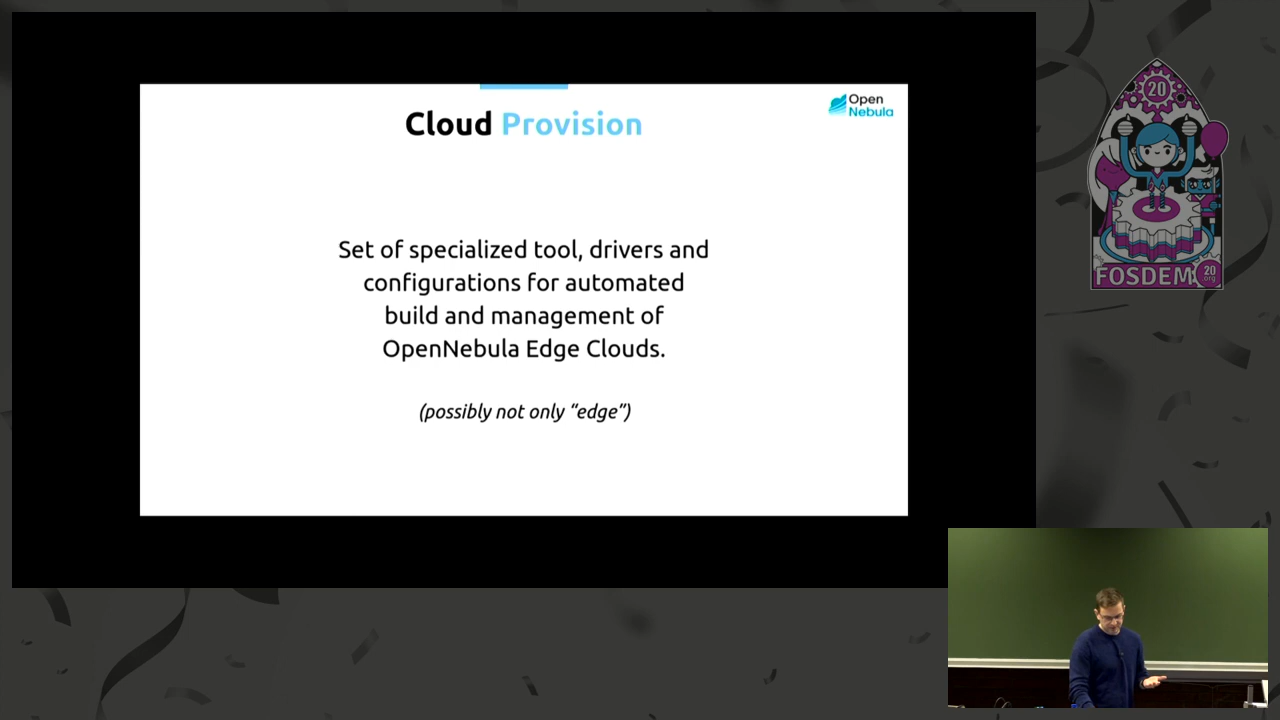 Cloud Provision
Open
Nebula
Set of specialized tool, drivers and
configurations for automated
build and management of
OpenNebula Edge Clouds.
(possibly not only “edge”)
20
FOSDEM
20
.org